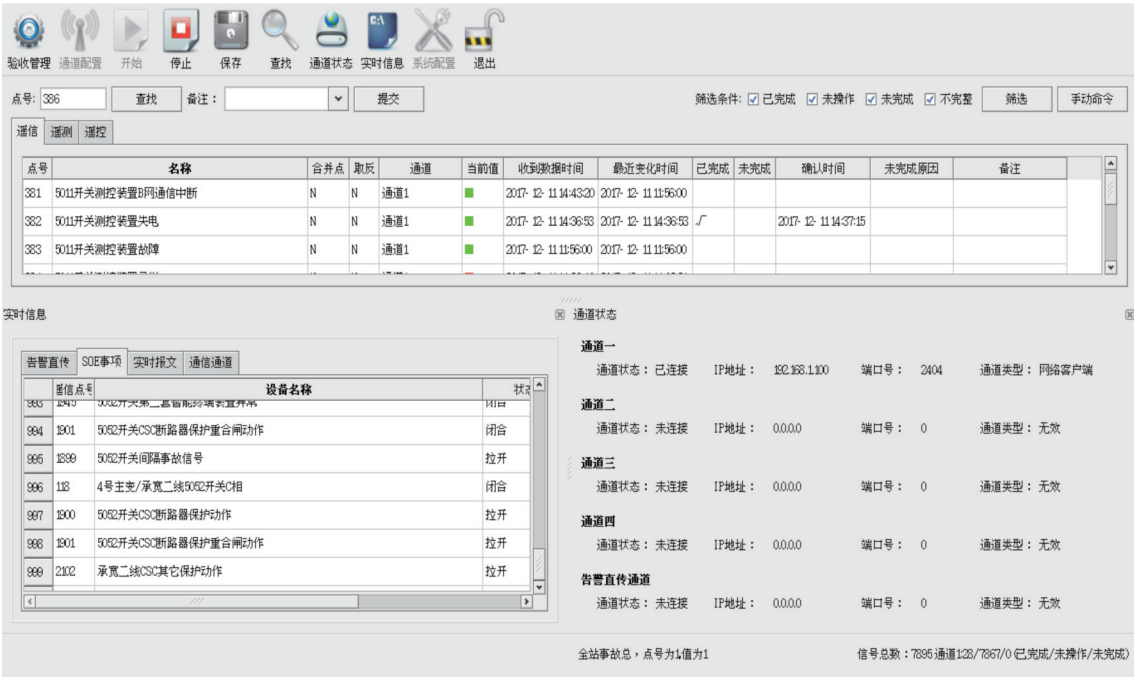 C:\
验收管理 通道配置 开始 停止 保存 查找 通道状态 实时信息 系统配置 退出
点号: 386 查找 备注： 提交 筛选条件: 已完成 未操作 未完成 不完整 筛选 手动命令
遥信 遥测 遥控
点号 名称 合并点 取反 通道 当前值 收到数据时间 最近变化时间 已完成 未完成 确认时间 未完成原因 备注
381 5011开关测控装置B网通信中断 N N 通道1 2017-12-11 14:43:20 2017-12-11 11:56:00
382 5011开关测控装置失电 N N 通道1 2017-12-11 14:36:53 2017-12-11 14:36:53 √ 2017-12-11 14:37:15
383 5011开关测控装置故障 N N 通道1 2017-12-11 11:56:00 2017-12-11 11:56:00
实时信息
告警直传 SOE事项 实时报文 通信通道
遥信点号 设备名称 状态
993 5052开关第二套智能终端装置异常 闭合
994 1901 5052开关CSC断路器保护重合闸动作 闭合
995 1899 5052开关间隔事故信号 拉开
996 118 4号主变/承宽二线5052开关C相 闭合
997 1900 5052开关CSC断路器保护动作 拉开
998 1901 5052开关CSC断路器保护重合闸动作 拉开
999 2102 承宽二线CSC其它保护动作 拉开
通道状态
通道一
通道状态： 已连接 IP地址： 192.168.1.100 端口号： 2404 通道类型： 网络客户端
通道二
通道状态： 未连接 IP地址： 0.0.0.0 端口号： 0 通道类型： 无效
通道三
通道状态： 未连接 IP地址： 0.0.0.0 端口号： 0 通道类型： 无效
通道四
通道状态： 未连接 IP地址： 0.0.0.0 端口号： 0 通道类型： 无效
告警直传通道
通道状态： 未连接 IP地址： 0.0.0.0 端口号： 0 通道类型： 无效
全站事故总，点号为1,值为1 信号总数：7895 通道1:28/7867/0 (已完成/未操作/未完成)